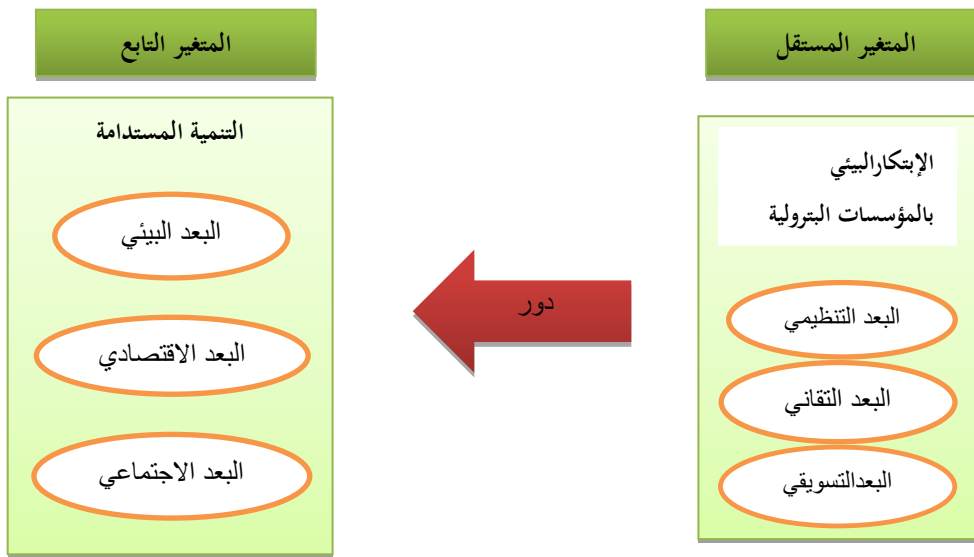 المتغير المستقل
الإبتكارالبيئي
بالمؤسسات البترولية
البعد التنظيمي
البعد التقاني
البعدالتسويقي
دور
المتغير التابع
التنمية المستدامة
البعد البيئي
البعد الاقتصادي
البعد الاجتماعي